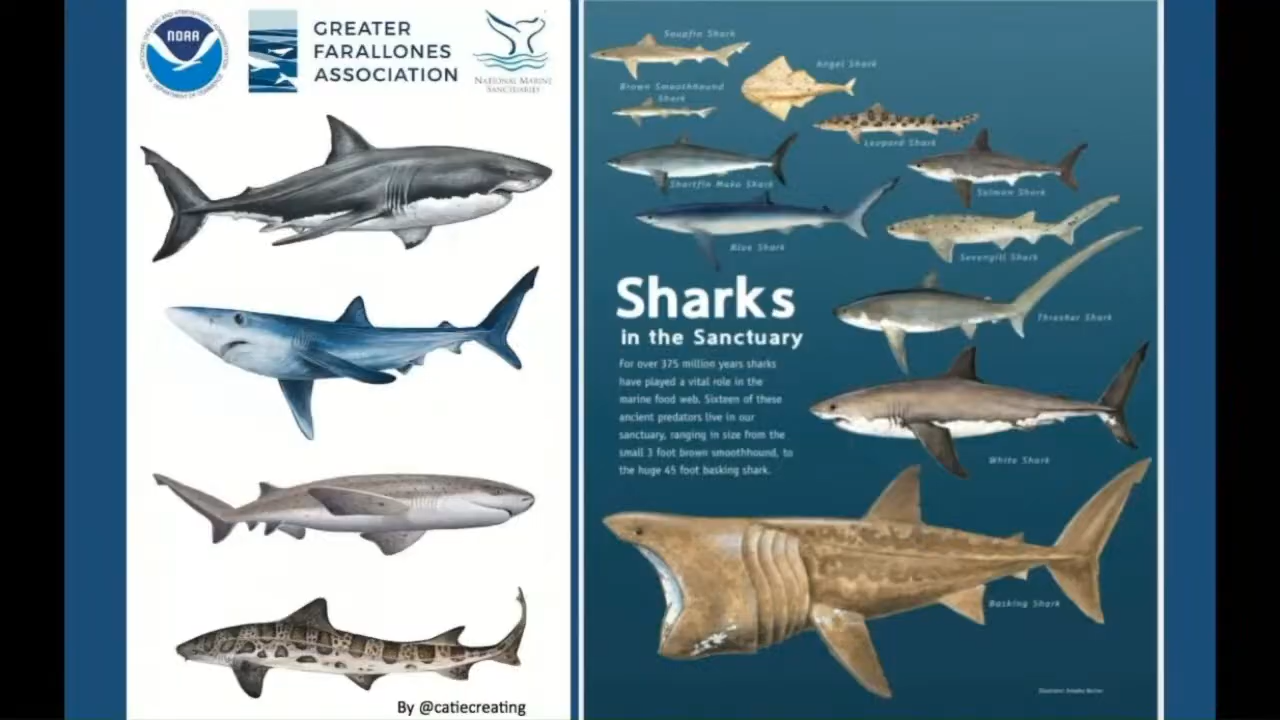 NOAA
GREATER
FARALLONES
ASSOCIATION
NATIONAL MARINE
SANCTUARIES
By @catiecreating
Soupfin Shark
Angel Shark
Brown Smoothhound
Shark
Leopard Shark
Shortfin Mako Shark
Salmon Shark
Blue Shark
Sevengill Shark
Sharks
in the Sanctuary
Thresher Shark
For over 375 million years sharks
have played a vital role in the
marine food web. Sixteen of these
ancient predators live in our
sanctuary, ranging in size from the
small 3 foot brown smoothhound, to
the huge 45 foot basking shark.
White Shark
Basking Shark